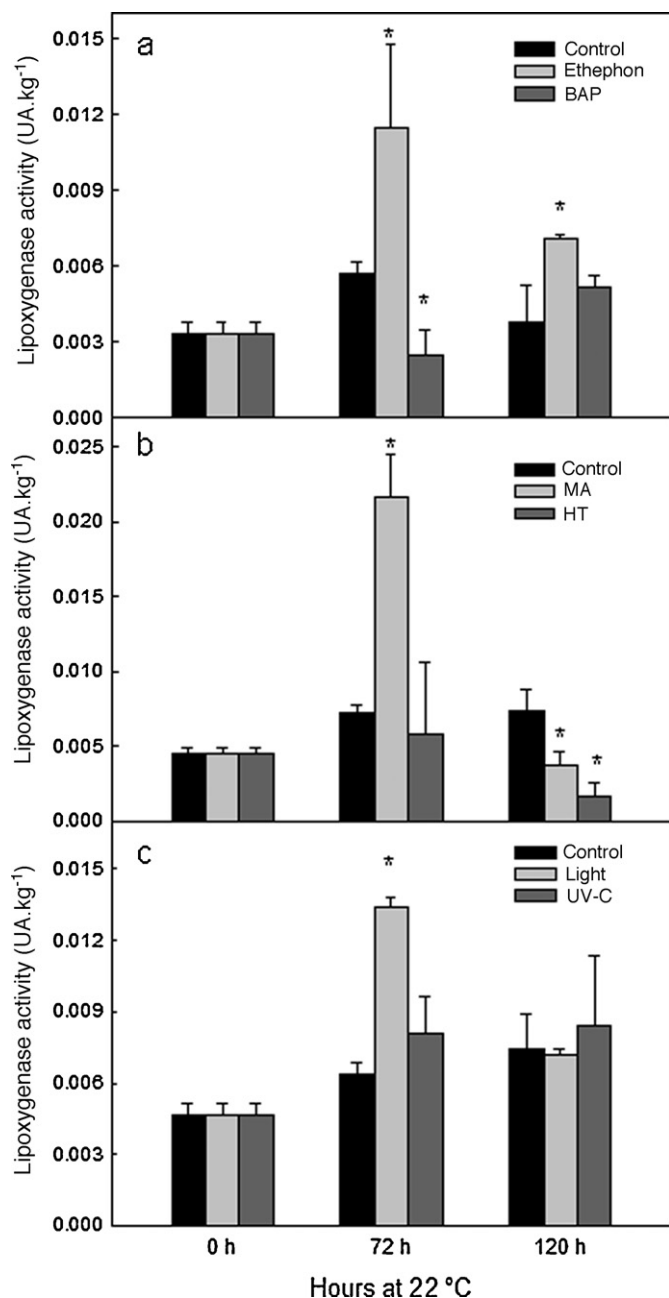 a
Lipoxygenase activity (UA.kg⁻¹)
0.015
0.012
0.009
0.006
0.003
0.000
Control
Ethephon
BAP
*
*
*
b
Lipoxygenase activity (UA.kg⁻¹)
0.025
0.020
0.015
0.010
0.005
0.000
Control
MA
HT
*
*
*
c
Lipoxygenase activity (UA.kg⁻¹)
0.015
0.012
0.009
0.006
0.003
0.000
Control
Light
UV-C
*
0 h 72 h 120 h
Hours at 22 ºC